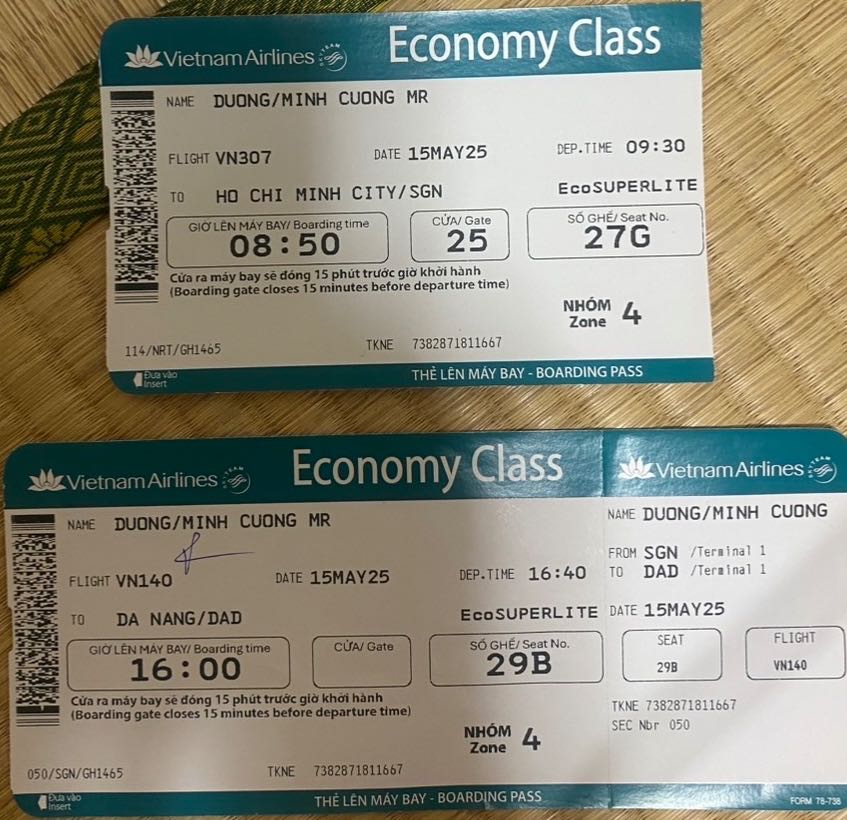 Vietnam Airlines SKYTEAM Economy Class
NAME DUONG/MINH CUONG MR
FLIGHT VN307 DATE 15MAY25 DEP.TIME 09:30
TO HO CHI MINH CITY/SGN EcoSUPERLITE
GIỜ LÊN MÁY BAY/ Boarding time CỬA/ Gate SỐ GHẾ/ Seat No.
08:50 25 27G
Cửa ra máy bay sẽ đóng 15 phút trước giờ khởi hành
(Boarding gate closes 15 minutes before departure time)
NHÓM
Zone 4
114/NRT/GH1465 TKNE 7382871811667
Đưa vào
Insert
THẺ LÊN MÁY BAY - BOARDING PASS
Vietnam Airlines SKYTEAM Economy Class
NAME DUONG/MINH CUONG MR
FLIGHT VN140 DATE 15MAY25 DEP.TIME 16:40
TO DA NANG/DAD EcoSUPERLITE
GIỜ LÊN MÁY BAY/ Boarding time CỬA/ Gate SỐ GHẾ/ Seat No.
16:00 29B
Cửa ra máy bay sẽ đóng 15 phút trước giờ khởi hành
(Boarding gate closes 15 minutes before departure time)
NHÓM
Zone 4
050/SGN/GH1465 TKNE 7382871811667
Đưa vào
Insert
THẺ LÊN MÁY BAY - BOARDING PASS
Vietnam Airlines SKYTEAM
NAME DUONG/MINH CUONG
FROM SGN /Terminal 1
TO DAD /Terminal 1
DATE 15MAY25
SEAT FLIGHT
29B VN140
TKNE 7382871811667
SEC Nbr 050
FORM 78-738